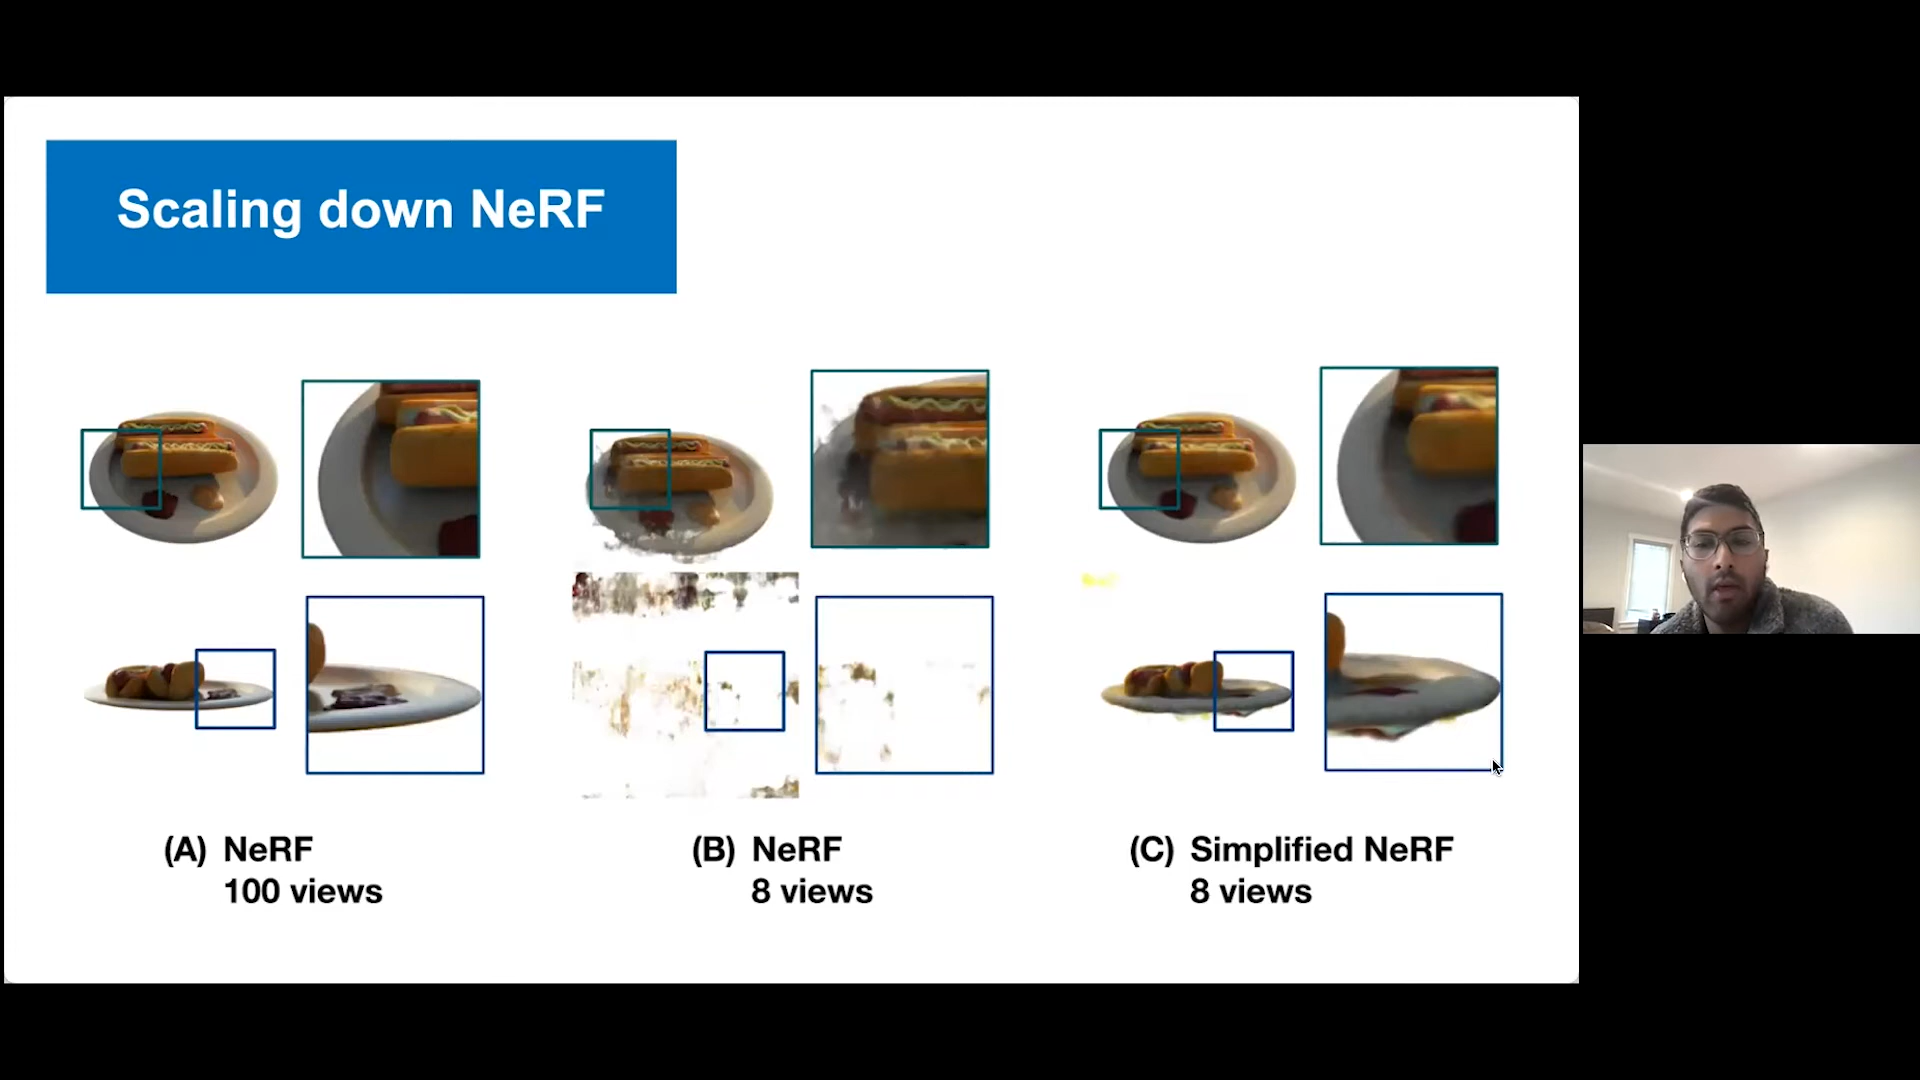 Scaling down NeRF
(A) NeRF
100 views
(B) NeRF
8 views
(C) Simplified NeRF
8 views